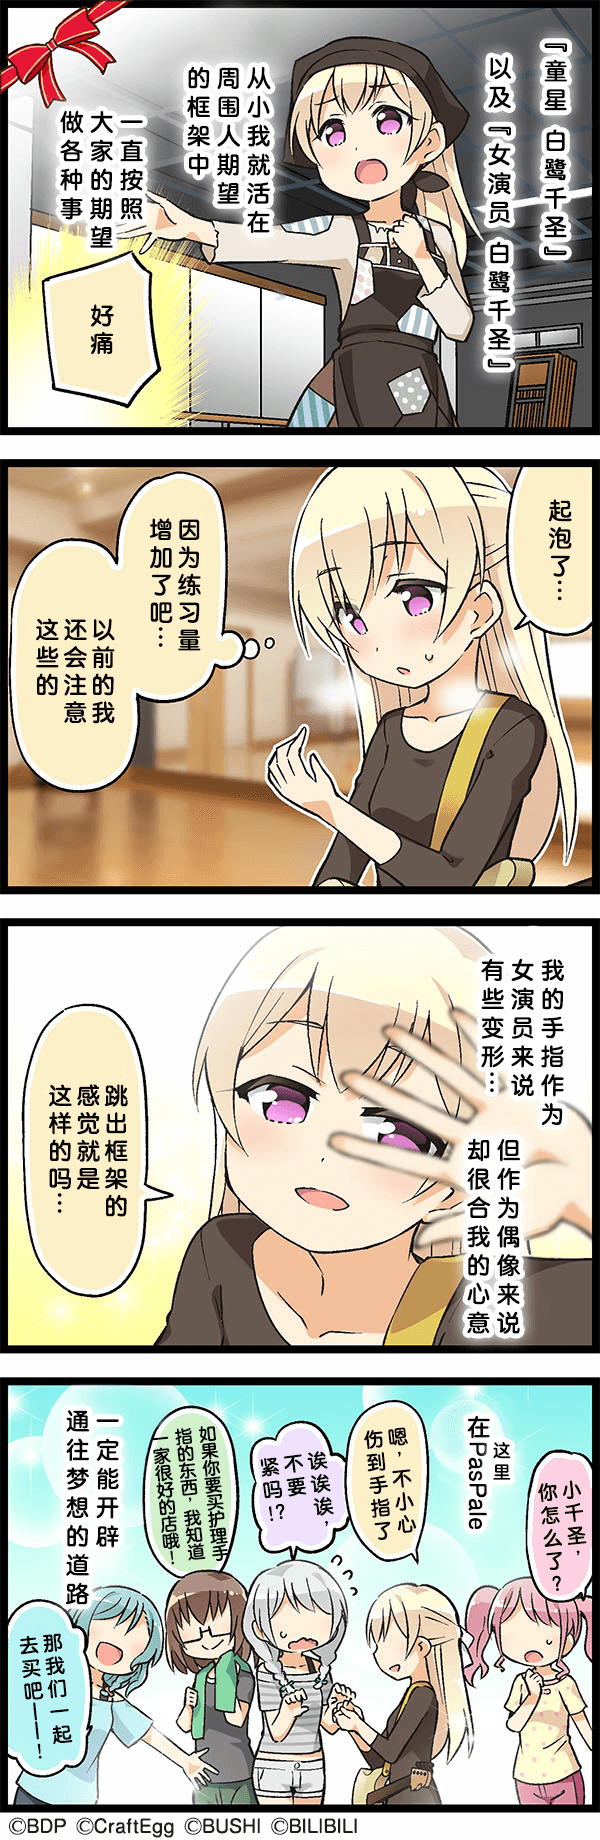 『童星 白鹭千圣』
以及『女演员 白鹭千圣』
从小我就活在
周围人期望
的框架中
一直按照
大家的期望
做各种事
好痛
起泡了…
因为练习量
增加了吧…
以前的我
还会注意
这些的
我的手指作为
女演员来说
有些变形…
但作为偶像来说
却很合我的心意
跳出框架的
感觉就是
这样的吗…
小千圣，
你怎么了？
这里
在PasPale
嗯，不小心
伤到手指了
诶诶诶，
不要
紧吗!?
如果你要买护理手
指的东西，我知道
一家很好的店哦！
一定能开辟
通往梦想的道路
那我们一起
去买吧——！
©BDP ©CraftEgg ©BUSHI ©BILIBILI